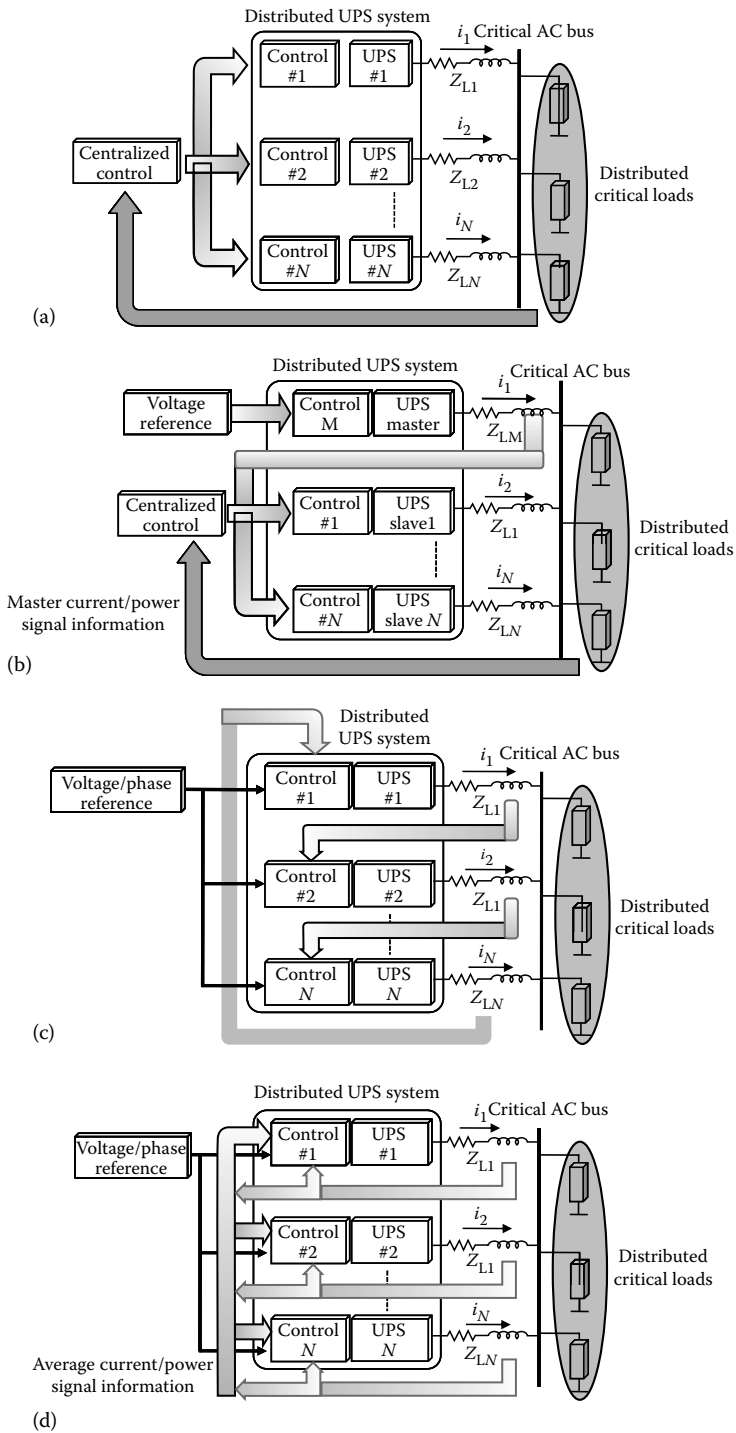 Distributed UPS system
i1 Critical AC bus
Control
#1
UPS
#1
ZL1
Centralized
control
Control
#2
UPS
#2
i2
ZL2
Distributed
critical loads
Control
#N
UPS
#N
iN
ZLN
(a)
Distributed UPS system
i1 Critical AC bus
Voltage
reference
Control
M
UPS
master
ZLM
Centralized
control
Control
#1
UPS
slave1
i2
ZL1
Distributed
critical loads
Master current/power
signal information
Control
#N
UPS
slave N
iN
ZLN
(b)
Distributed
UPS system
i1 Critical AC bus
Voltage/phase
reference
Control
#1
UPS
#1
ZL1
Control
#2
UPS
#2
i2
ZL1
Distributed
critical loads
Control
N
UPS
N
iN
ZLN
(c)
Distributed UPS system
i1 Critical AC bus
Voltage/phase
reference
Control
#1
UPS
#1
ZL1
Control
#2
UPS
#2
i2
ZL1
Distributed
critical loads
Control
N
UPS
N
iN
ZLN
Average current/power
signal information
(d)